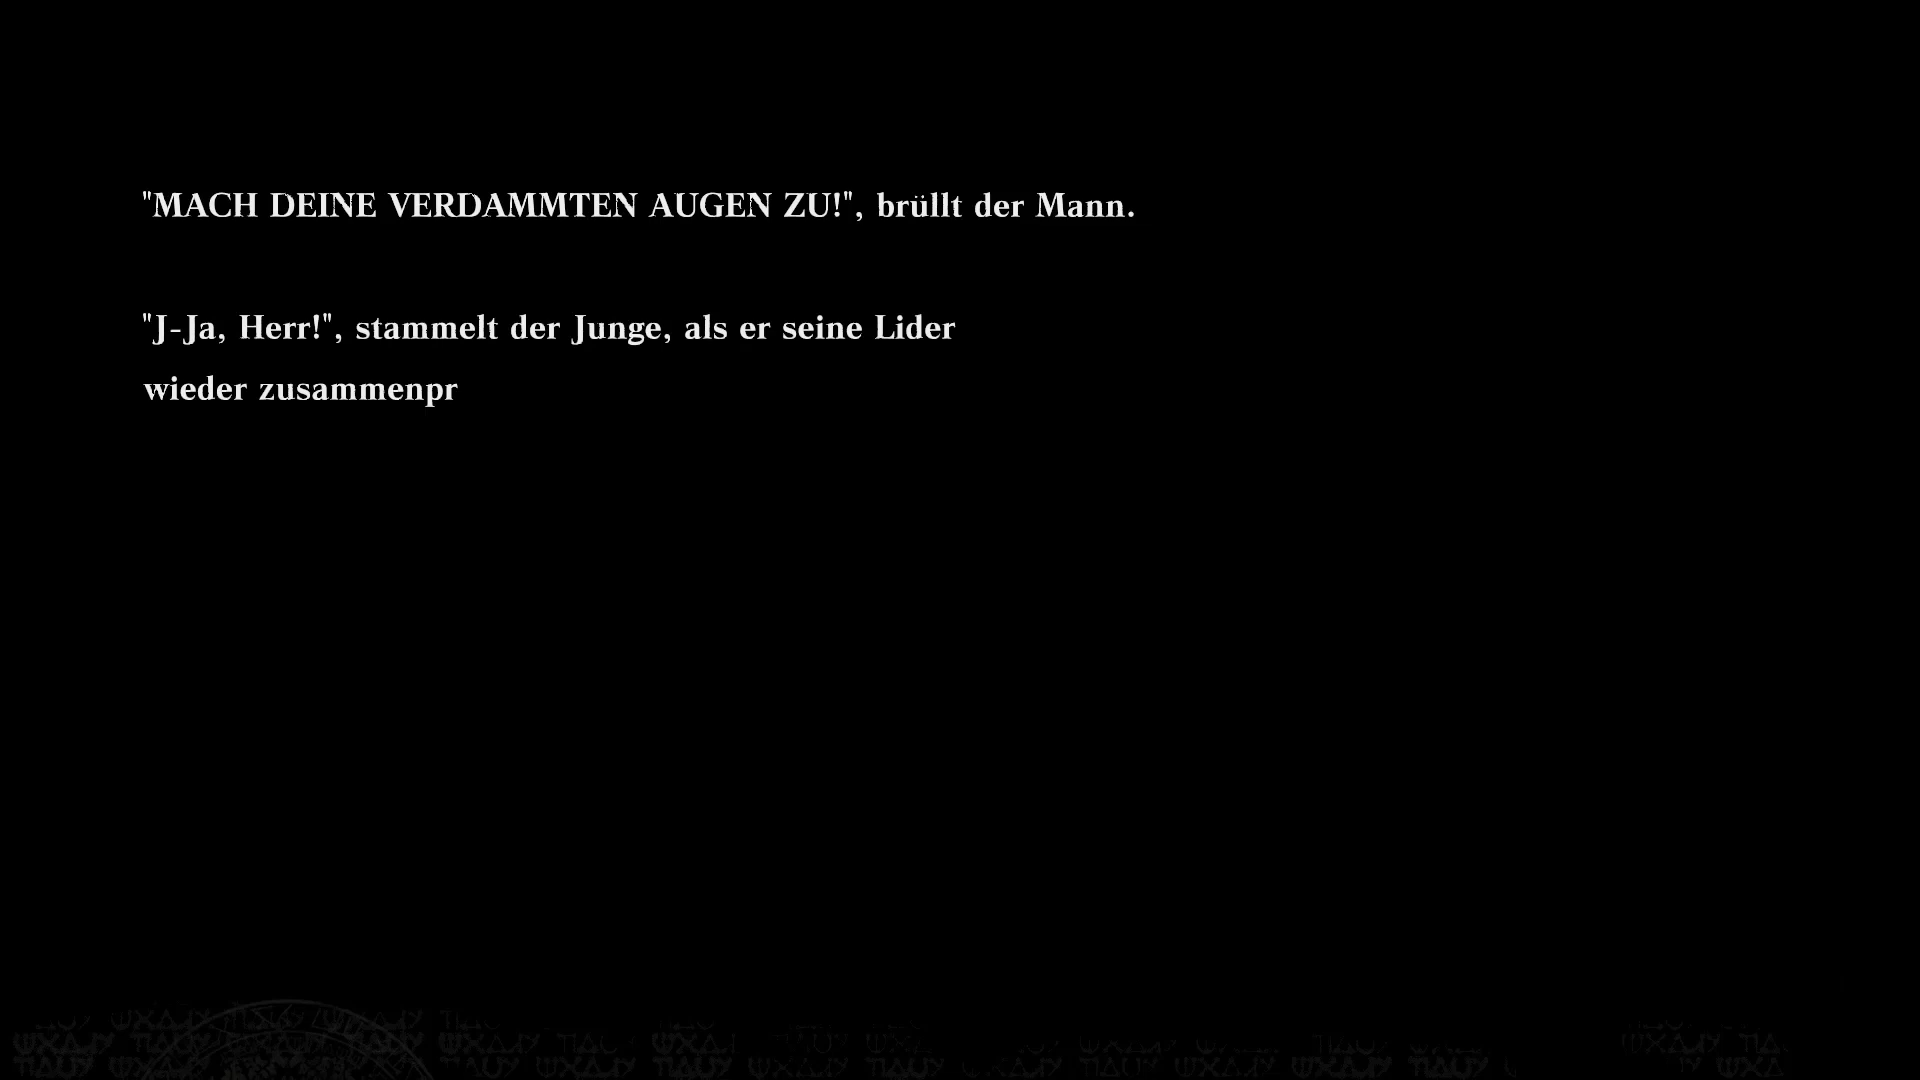 "MACH DEINE VERDAMMTEN AUGEN ZU!", brüllt der Mann.
"J-Ja, Herr!", stammelt der Junge, als er seine Lider
wieder zusammenpr